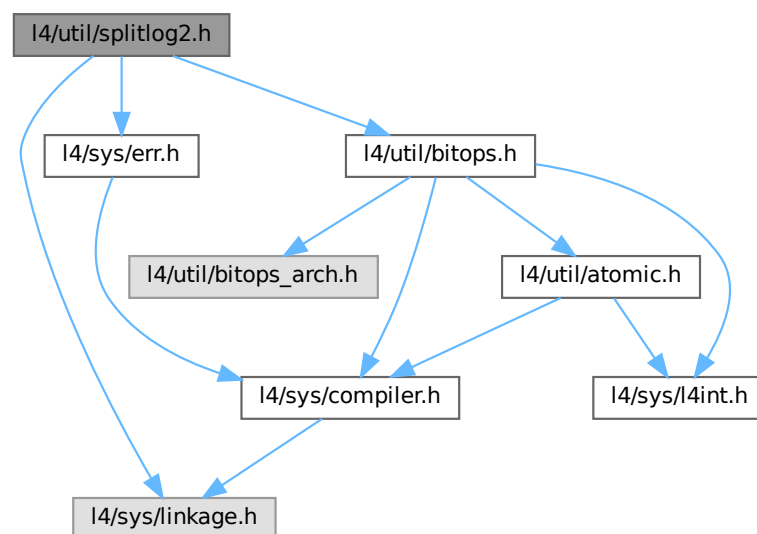 l4/util/splitlog2.h
l4/sys/err.h
l4/util/bitops.h
l4/util/bitops_arch.h
l4/util/atomic.h
l4/sys/compiler.h
l4/sys/l4int.h
l4/sys/linkage.h